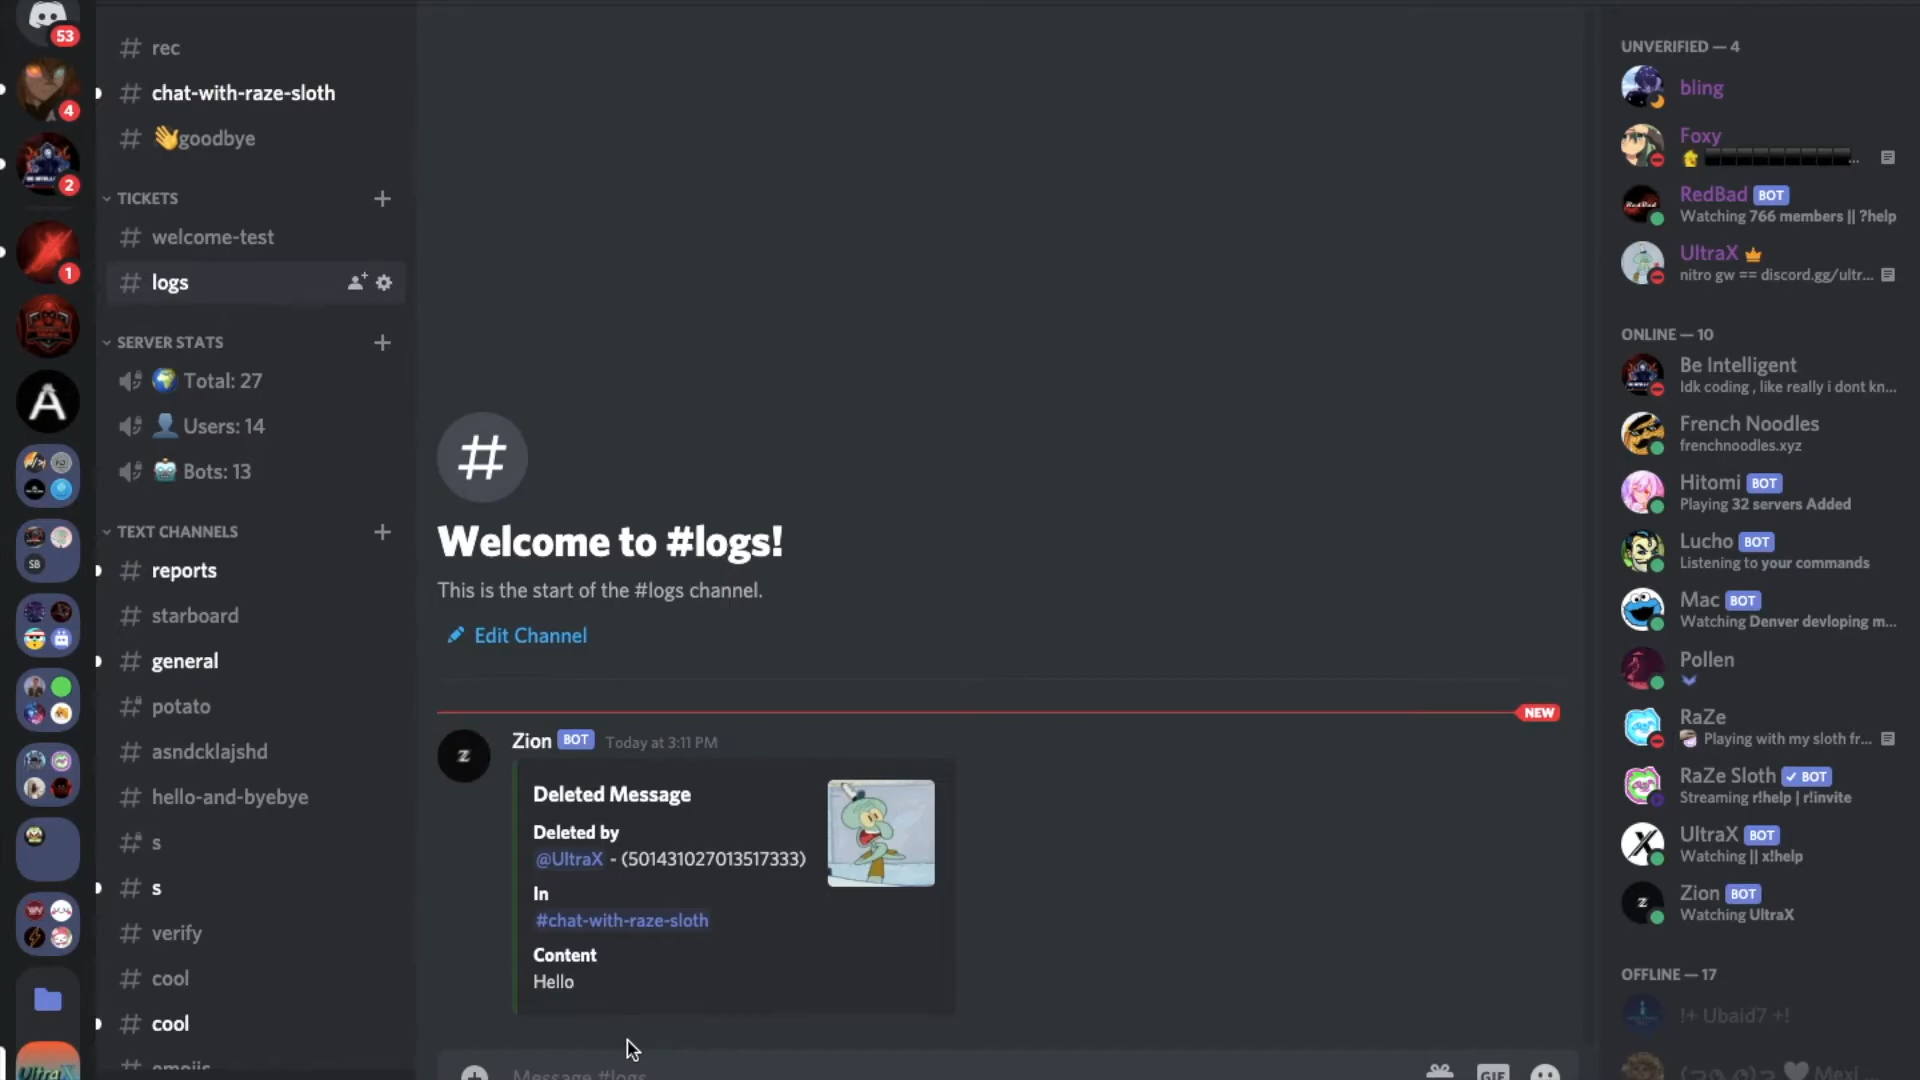 53
4
2
1
A
SB
UltraX
rec
chat-with-raze-sloth
👋goodbye
TICKETS
welcome-test
logs
SERVER STATS
🌍 Total: 27
👤 Users: 14
🤖 Bots: 13
TEXT CHANNELS
reports
starboard
general
potato
asndcklajshd
hello-and-byebye
s
s
verify
cool
cool
emojis
#
Welcome to #logs!
This is the start of the #logs channel.
Edit Channel
NEW
Zion BOT Today at 3:11 PM
Deleted Message
Deleted by
@UltraX - (501431027013517333)
In
#chat-with-raze-sloth
Content
Hello
Message #logs
GIF
UNVERIFIED — 4
bling
Foxy
RedBad BOT
Watching 766 members || ?help
UltraX
nitro gw == discord.gg/ultr...
ONLINE — 10
Be Intelligent
Idk coding , like really i dont kn...
French Noodles
frenchnoodles.xyz
Hitomi BOT
Playing 32 servers Added
Lucho BOT
Listening to your commands
Mac BOT
Watching Denver devloping m...
Pollen
RaZe
Playing with my sloth fr...
RaZe Sloth ✓ BOT
Streaming r!help | r!invite
UltraX BOT
Watching || x!help
Zion BOT
Watching UltraX
OFFLINE — 17
!+ Ubaid7 +!